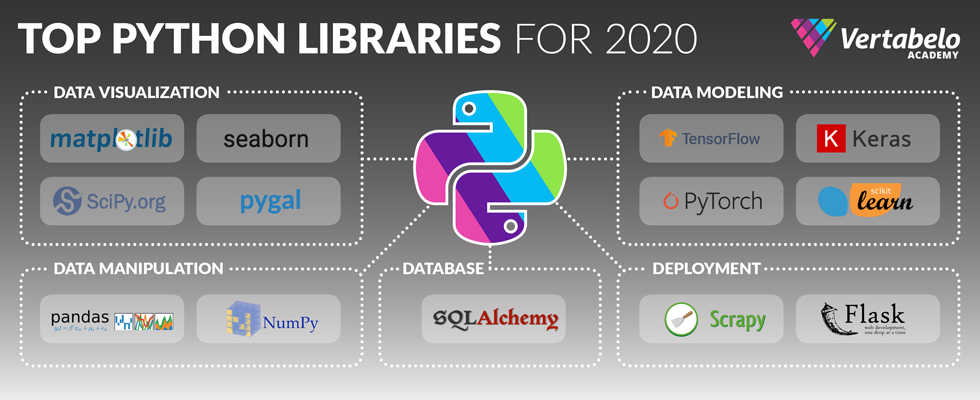 TOP PYTHON LIBRARIES FOR 2020
Vertabelo
ACADEMY
DATA VISUALIZATION
matplotlib
seaborn
SciPy.org
pygal
DATA MODELING
TensorFlow
K Keras
PyTorch
scikit
learn
DATA MANIPULATION
pandas
NumPy
DATABASE
SQLAlchemy
DEPLOYMENT
Scrapy
Flask
web development,
one drop at a time